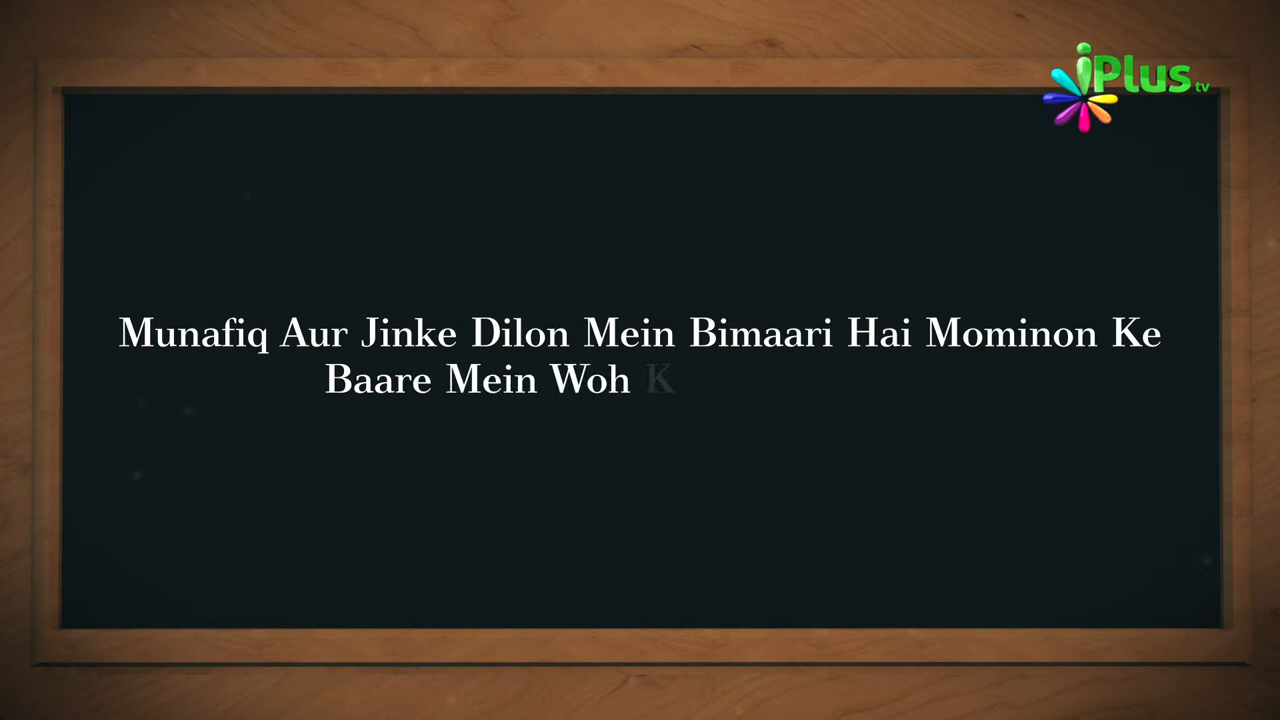 iPlus tv
Munafiq Aur Jinke Dilon Mein Bimaari Hai Mominon Ke
Baare Mein Woh K